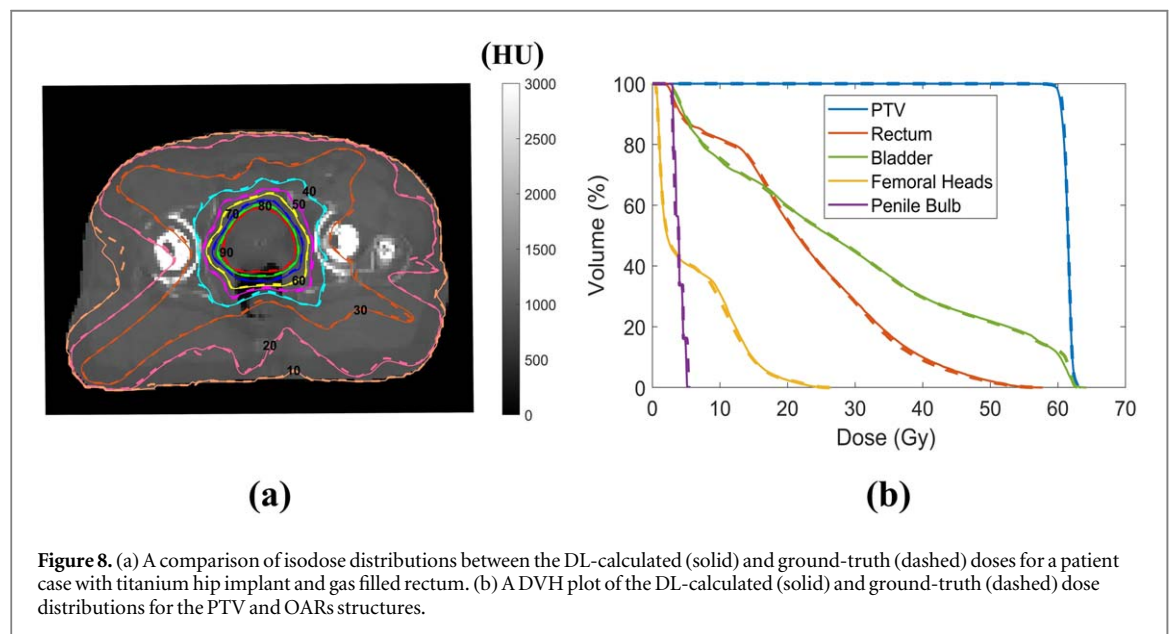 (HU)
3000
2500
2000
1500
1000
500
0
40
50
70
80
90
60
30
20
10
(a)
100
80
60
40
20
0
Volume (%)
PTV
Rectum
Bladder
Femoral Heads
Penile Bulb
0 10 20 30 40 50 60 70
Dose (Gy)
(b)
Figure 8. (a) A comparison of isodose distributions between the DL-calculated (solid) and ground-truth (dashed) doses for a patient
case with titanium hip implant and gas filled rectum. (b) A DVH plot of the DL-calculated (solid) and ground-truth (dashed) dose
distributions for the PTV and OARs structures.